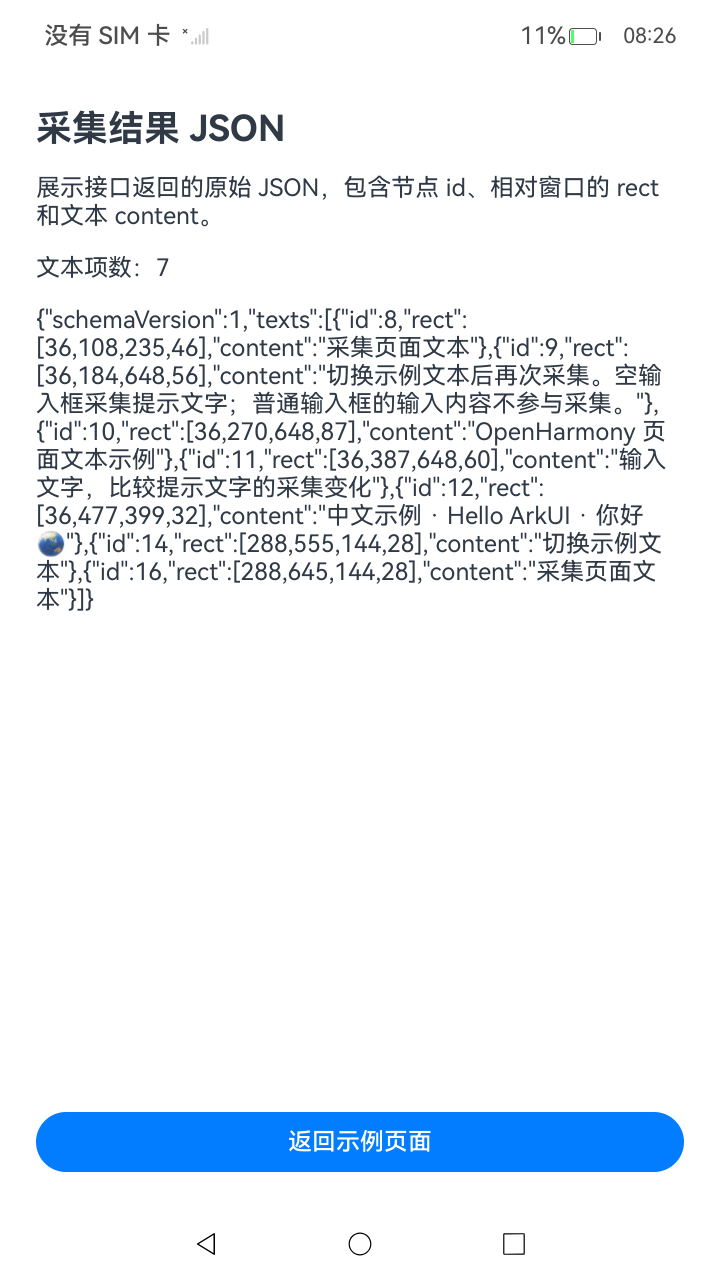 没有 SIM 卡
11%
08:26
采集结果 JSON
展示接口返回的原始 JSON，包含节点 id、相对窗口的 rect
和文本 content。
文本项数：7
{"schemaVersion":1,"texts":[{"id":8,"rect":
[36,108,235,46],"content":"采集页面文本"},{"id":9,"rect":
[36,184,648,56],"content":"切换示例文本后再次采集。空输
入框采集提示文字；普通输入框的输入内容不参与采集。"},
{"id":10,"rect":[36,270,648,87],"content":"OpenHarmony 页
面文本示例"},{"id":11,"rect":[36,387,648,60],"content":"输入
文字，比较提示文字的采集变化"},{"id":12,"rect":
[36,477,399,32],"content":"中文示例 · Hello ArkUI · 你好
🌏"},{"id":14,"rect":[288,555,144,28],"content":"切换示例文
本"},{"id":16,"rect":[288,645,144,28],"content":"采集页面文
本"}]}
返回示例页面